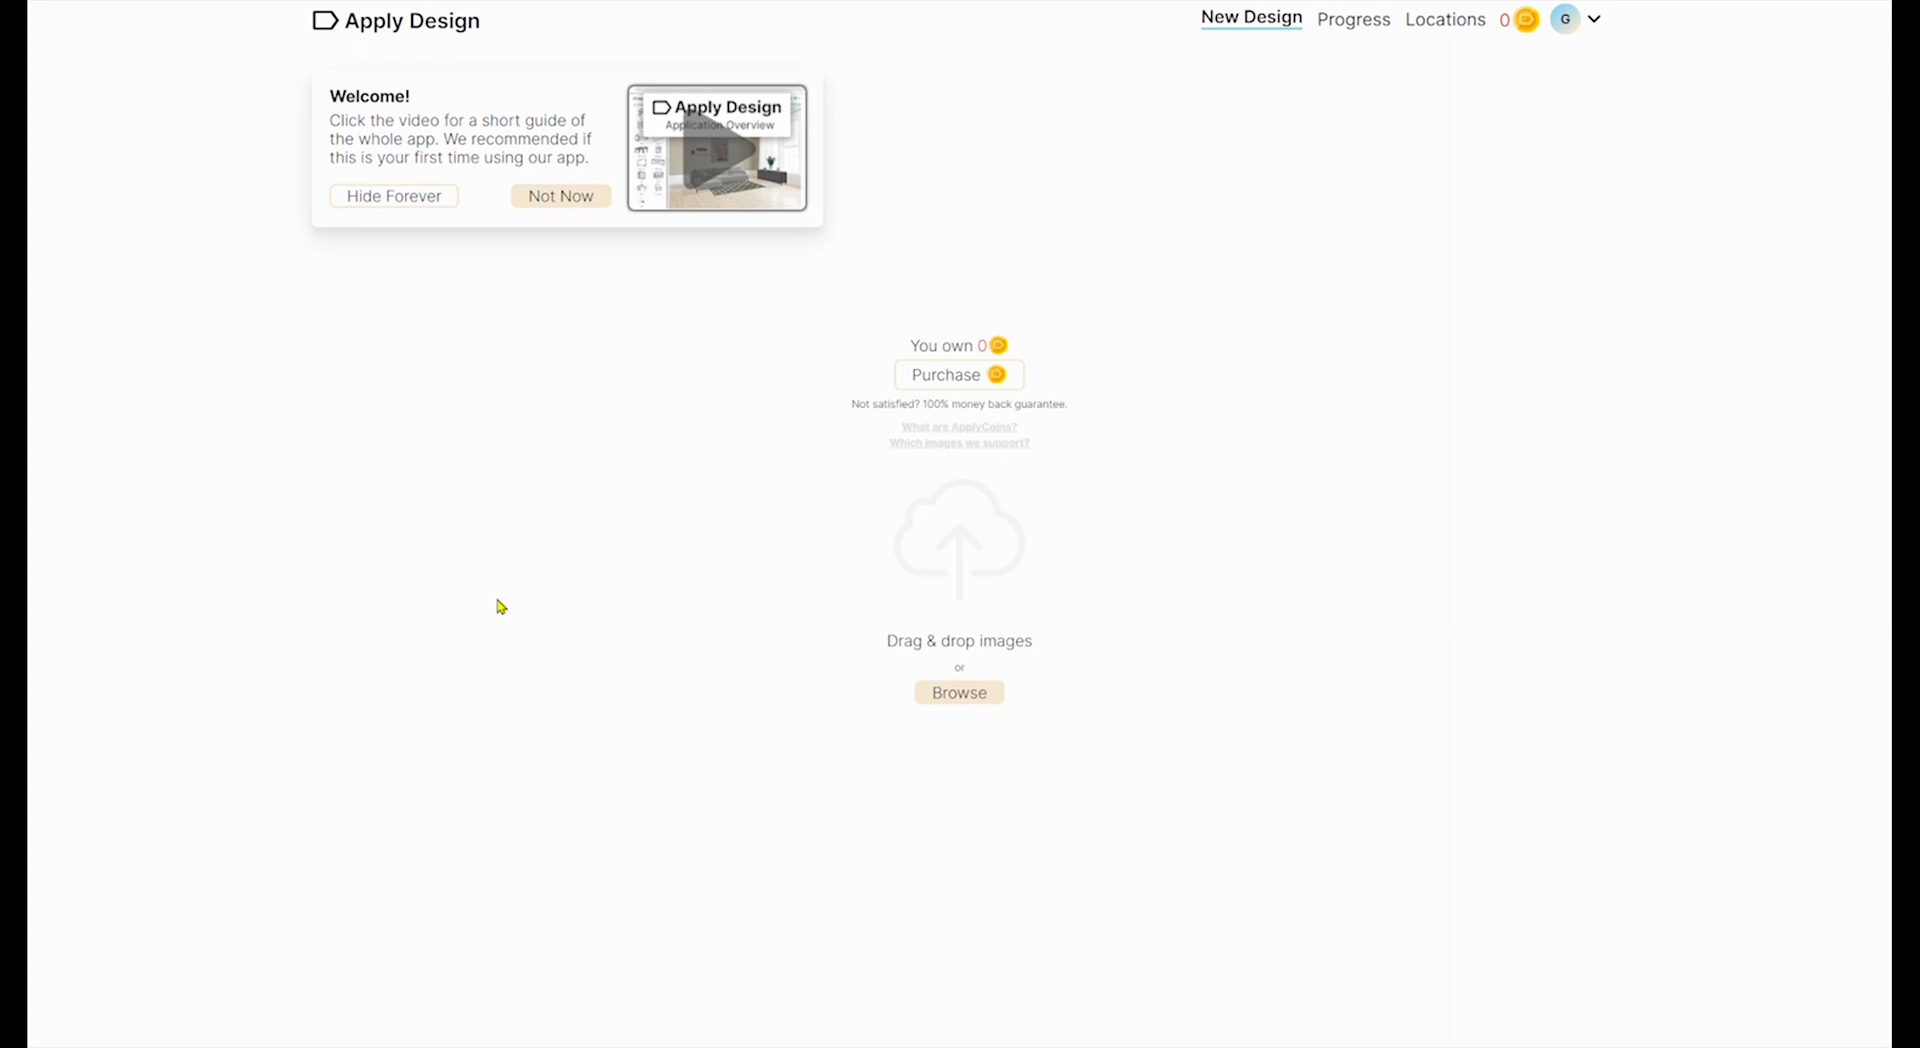 Apply Design
New Design Progress Locations 0 G
Welcome!
Click the video for a short guide of
the whole app. We recommended if
this is your first time using our app.
Hide Forever Not Now
Apply Design
Application Overview
You own 0
Purchase
Not satisfied? 100% money back guarantee.
What are ApplyCoins?
Which images we support?
Drag & drop images
or
Browse